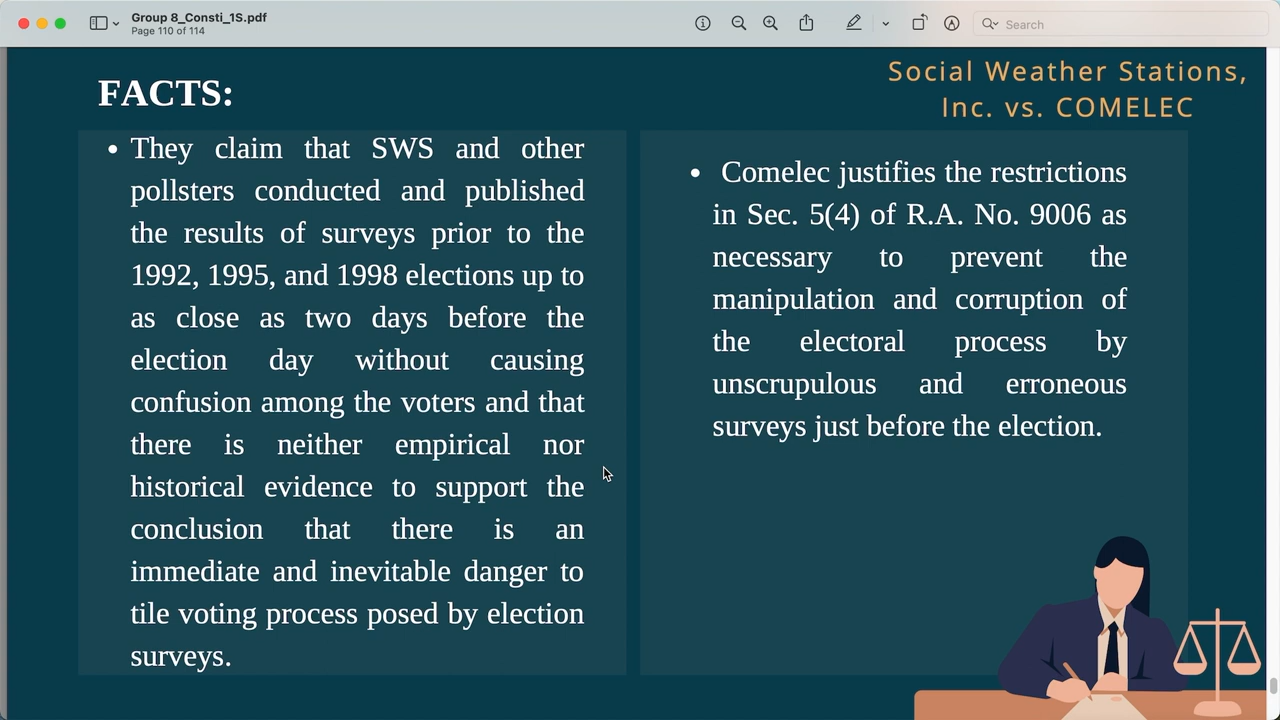 Group 8_Consti_1S.pdf
Page 110 of 114
Search
Social Weather Stations,
Inc. vs. COMELEC
FACTS:
• They claim that SWS and other
pollsters conducted and published
the results of surveys prior to the
1992, 1995, and 1998 elections up to
as close as two days before the
election day without causing
confusion among the voters and that
there is neither empirical nor
historical evidence to support the
conclusion that there is an
immediate and inevitable danger to
tile voting process posed by election
surveys.
• Comelec justifies the restrictions
in Sec. 5(4) of R.A. No. 9006 as
necessary to prevent the
manipulation and corruption of
the electoral process by
unscrupulous and erroneous
surveys just before the election.